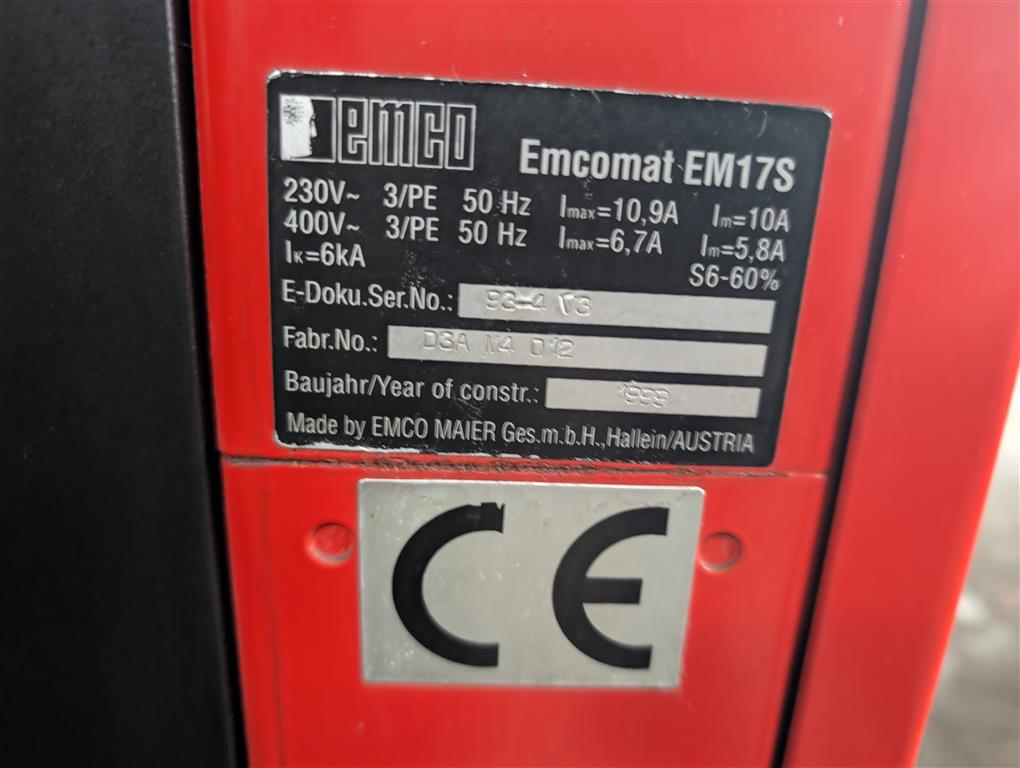 emco
Emcomat EM17S
230V~ 3/PE 50 Hz Imax=10,9A Im=10A
400V~ 3/PE 50 Hz Imax=6,7A Im=5,8A
IK=6kA S6-60%
E-Doku.Ser.No.:
Fabr.No.: D3A
Baujahr/Year of constr.:
Made by EMCO MAIER Ges.m.b.H.,Hallein/AUSTRIA
CE